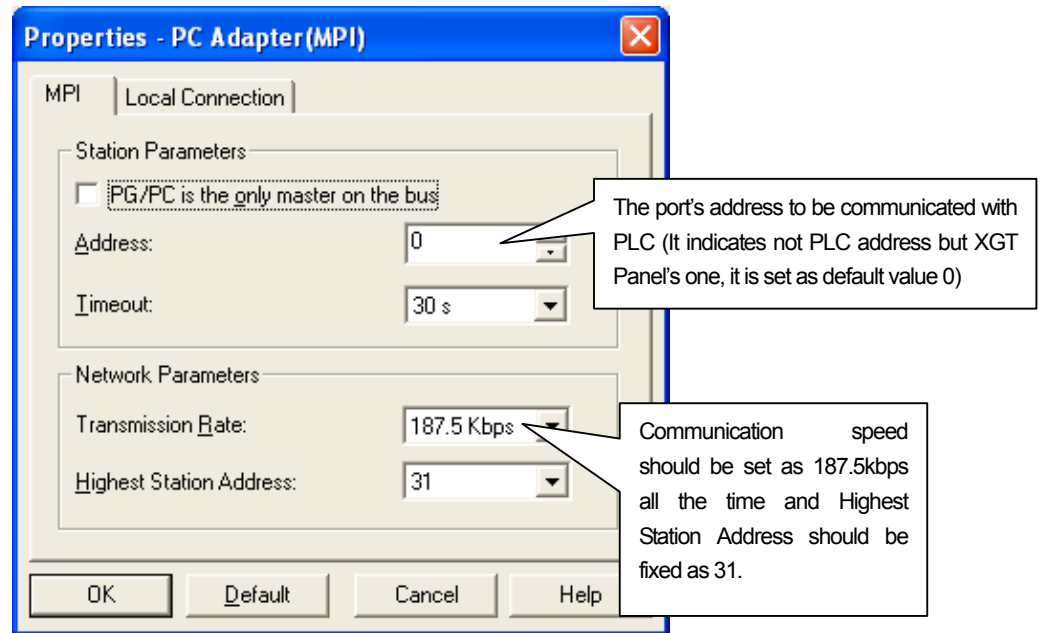 Properties - PC Adapter(MPI)
MPI
Local Connection
Station Parameters
PG/PC is the only master on the bus
Address:
0
The port's address to be communicated with
PLC (It indicates not PLC address but XGT
Panel's one, it is set as default value 0)
Timeout:
30 s
Network Parameters
Transmission Rate:
187.5 Kbps
Highest Station Address:
31
Communication speed
should be set as 187.5kbps
all the time and Highest
Station Address should be
fixed as 31.
OK
Default
Cancel
Help